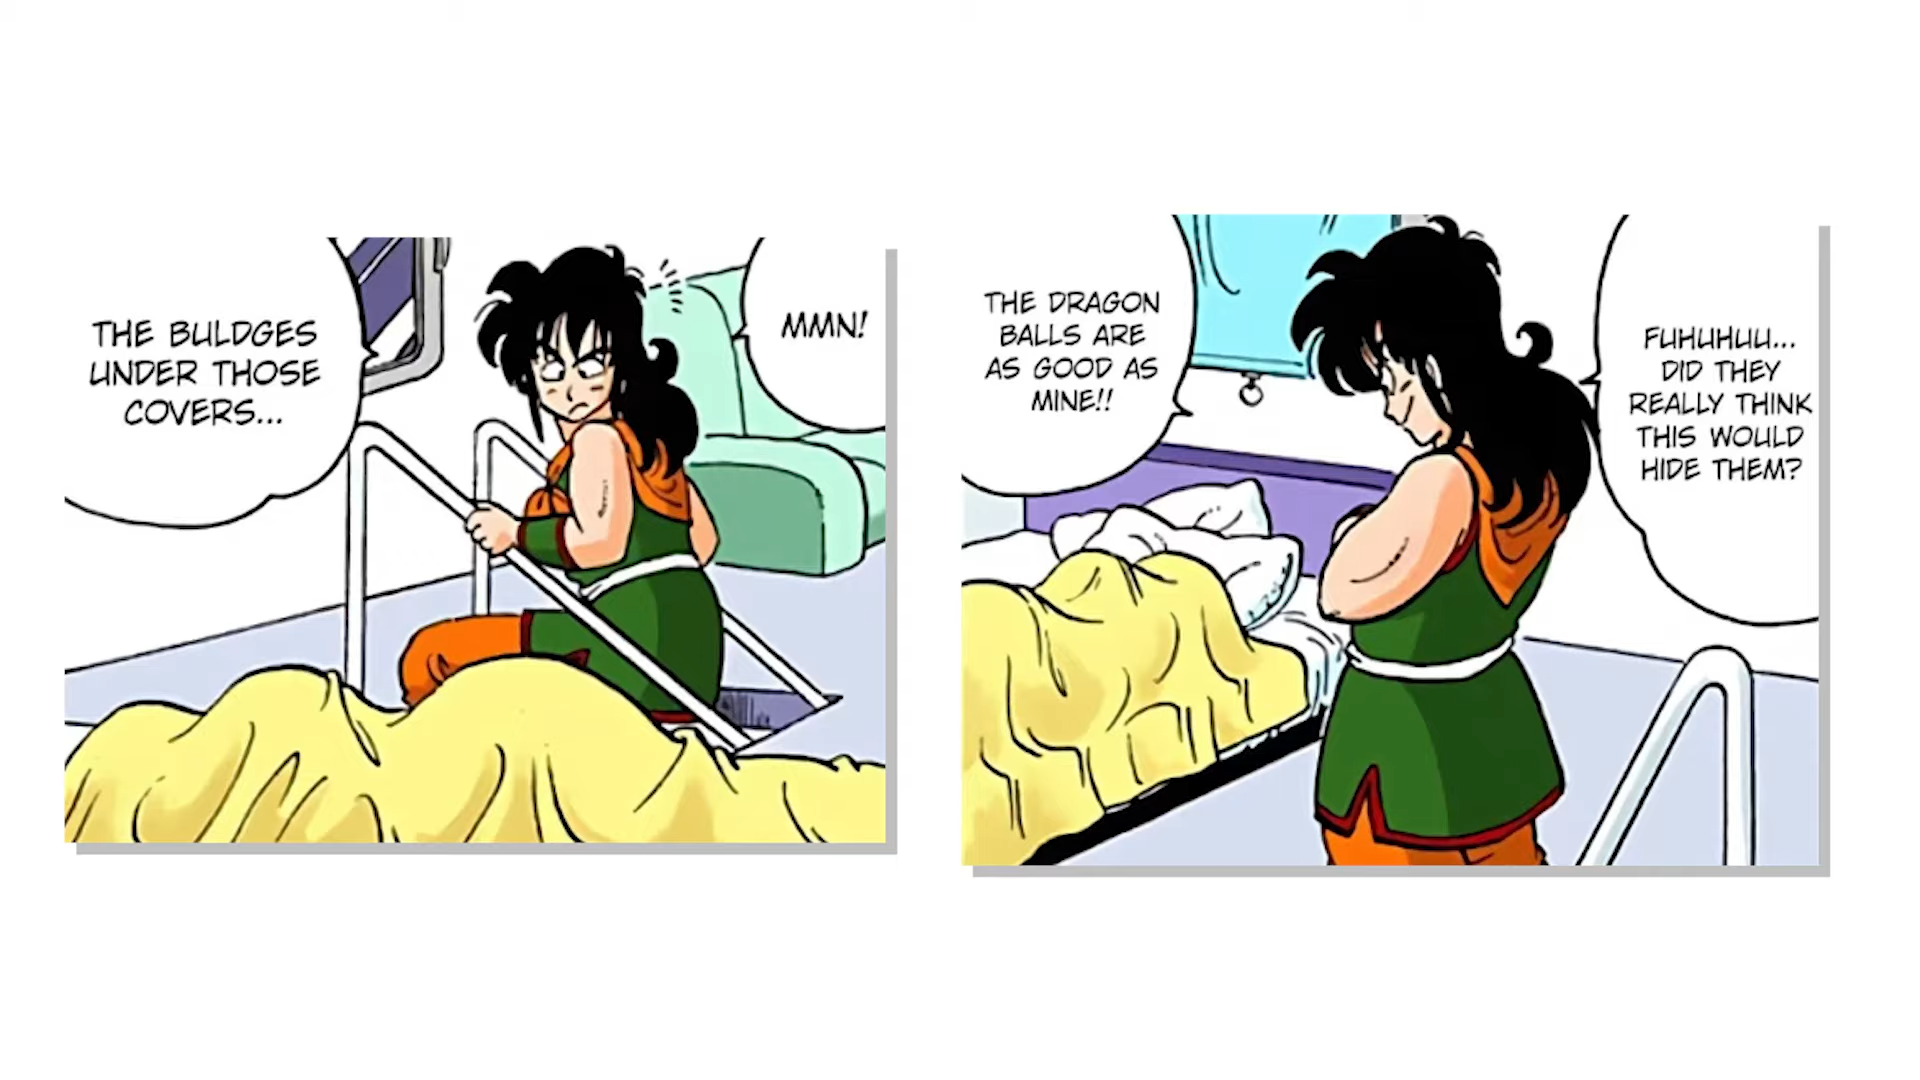 MMN!
THE BULDGES
UNDER THOSE
COVERS...
FUHUHUU...
DID THEY
REALLY THINK
THIS WOULD
HIDE THEM?
THE DRAGON
BALLS ARE
AS GOOD AS
MINE!!